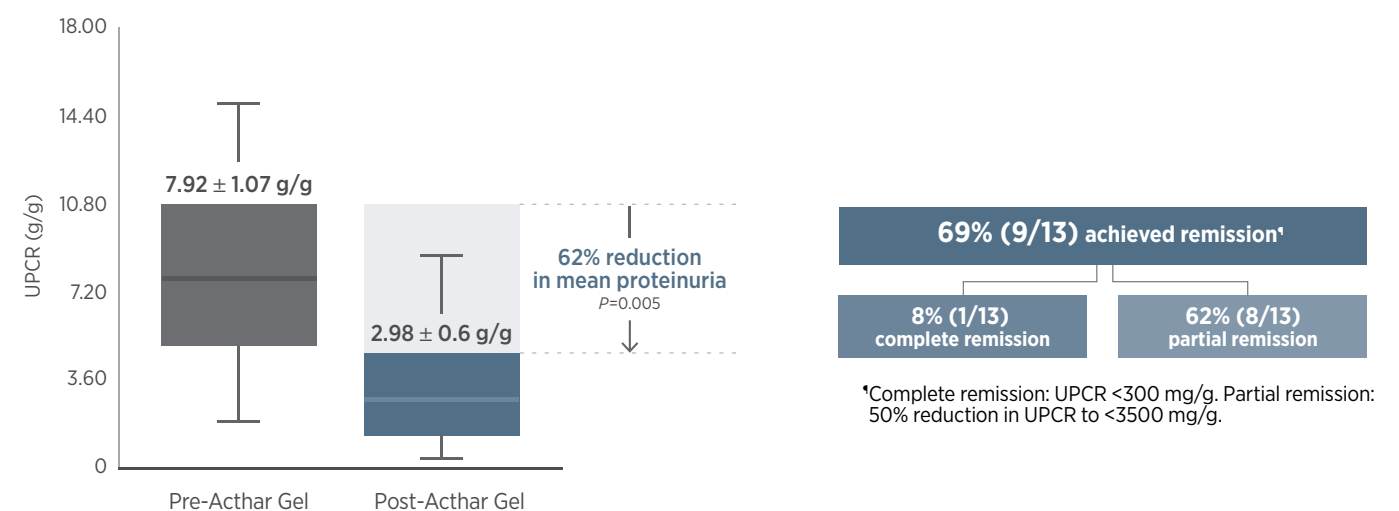 18.00
14.40
10.80
7.20
3.60
0
UPCR (g/g)
7.92 ± 1.07 g/g
2.98 ± 0.6 g/g
62% reduction
in mean proteinuria
P=0.005
Pre-Acthar Gel
Post-Acthar Gel
69% (9/13) achieved remission¶
8% (1/13)
complete remission
62% (8/13)
partial remission
¶Complete remission: UPCR <300 mg/g. Partial remission:
50% reduction in UPCR to <3500 mg/g.